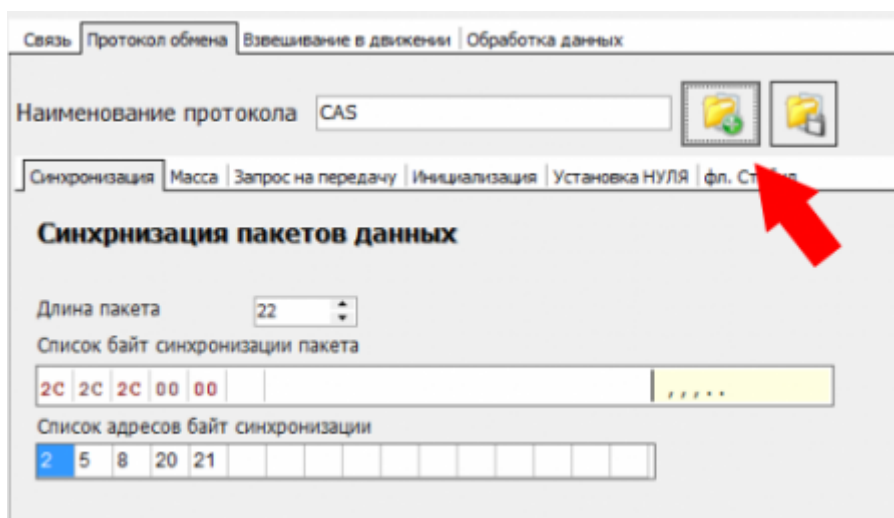 Связь Протокол обмена Взвешивание в движении Обработка данных
Наименование протокола CAS
Синхронизация Масса Запрос на передачу Инициализация Установка НУЛЯ фл.
Синхрнизация пакетов данных
Длина пакета 22
Список байт синхронизации пакета
2C 2C 2C 00 00 ,,,..
Список адресов байт синхронизации
2 5 8 20 21